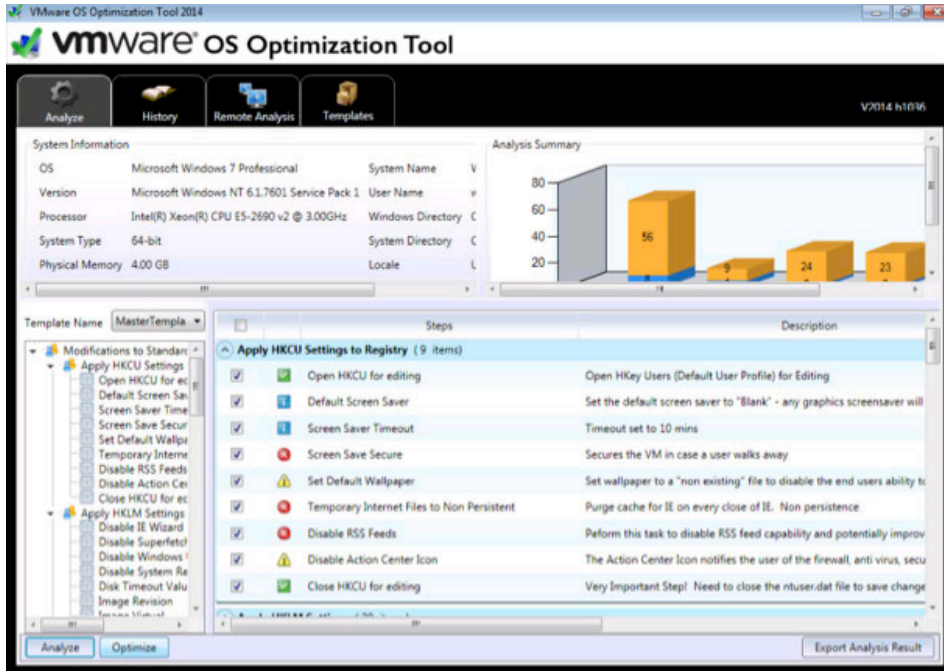 VMware OS Optimization Tool 2014
vmware® OS Optimization Tool
Analyze History Remote Analysis Templates
V2014 b1036
System Information
OS Microsoft Windows 7 Professional System Name
Version Microsoft Windows NT 6.1.7601 Service Pack 1 User Name
Processor Intel(R) Xeon(R) CPU E5-2690 v2 @ 3.00GHz Windows Directory C
System Type 64-bit System Directory C
Physical Memory 4.00 GB Locale L
Analysis Summary
80
60
40
20
56
9
24
23
Template Name MasterTempla
Modifications to Standard
Apply HKCU Settings
Open HKCU for ec
Default Screen Sav
Screen Saver Time
Screen Save Secur
Set Default Wallpa
Temporary Interne
Disable RSS Feeds
Disable Action Cer
Close HKCU for ec
Apply HKLM Settings
Disable IE Wizard
Disable Superfetch
Disable Windows
Disable System Re
Disk Timeout Valu
Image Revision
Image Virtual
Steps Description
Apply HKCU Settings to Registry (9 items)
Open HKCU for editing Open HKey Users (Default User Profile) for Editing
Default Screen Saver Set the default screen saver to "Blank" - any graphics screensaver will
Screen Saver Timeout Timeout set to 10 mins
Screen Save Secure Secures the VM in case a user walks away
Set Default Wallpaper Set wallpaper to a "non existing" file to disable the end users ability to
Temporary Internet Files to Non Persistent Purge cache for IE on every close of IE. Non persistence
Disable RSS Feeds Peform this task to disable RSS feed capability and potentially improv
Disable Action Center Icon The Action Center Icon notifies the user of the firewall, anti virus, secu
Close HKCU for editing Very Important Step! Need to close the ntuser.dat file to save change
Analyze Optimize Export Analysis Result